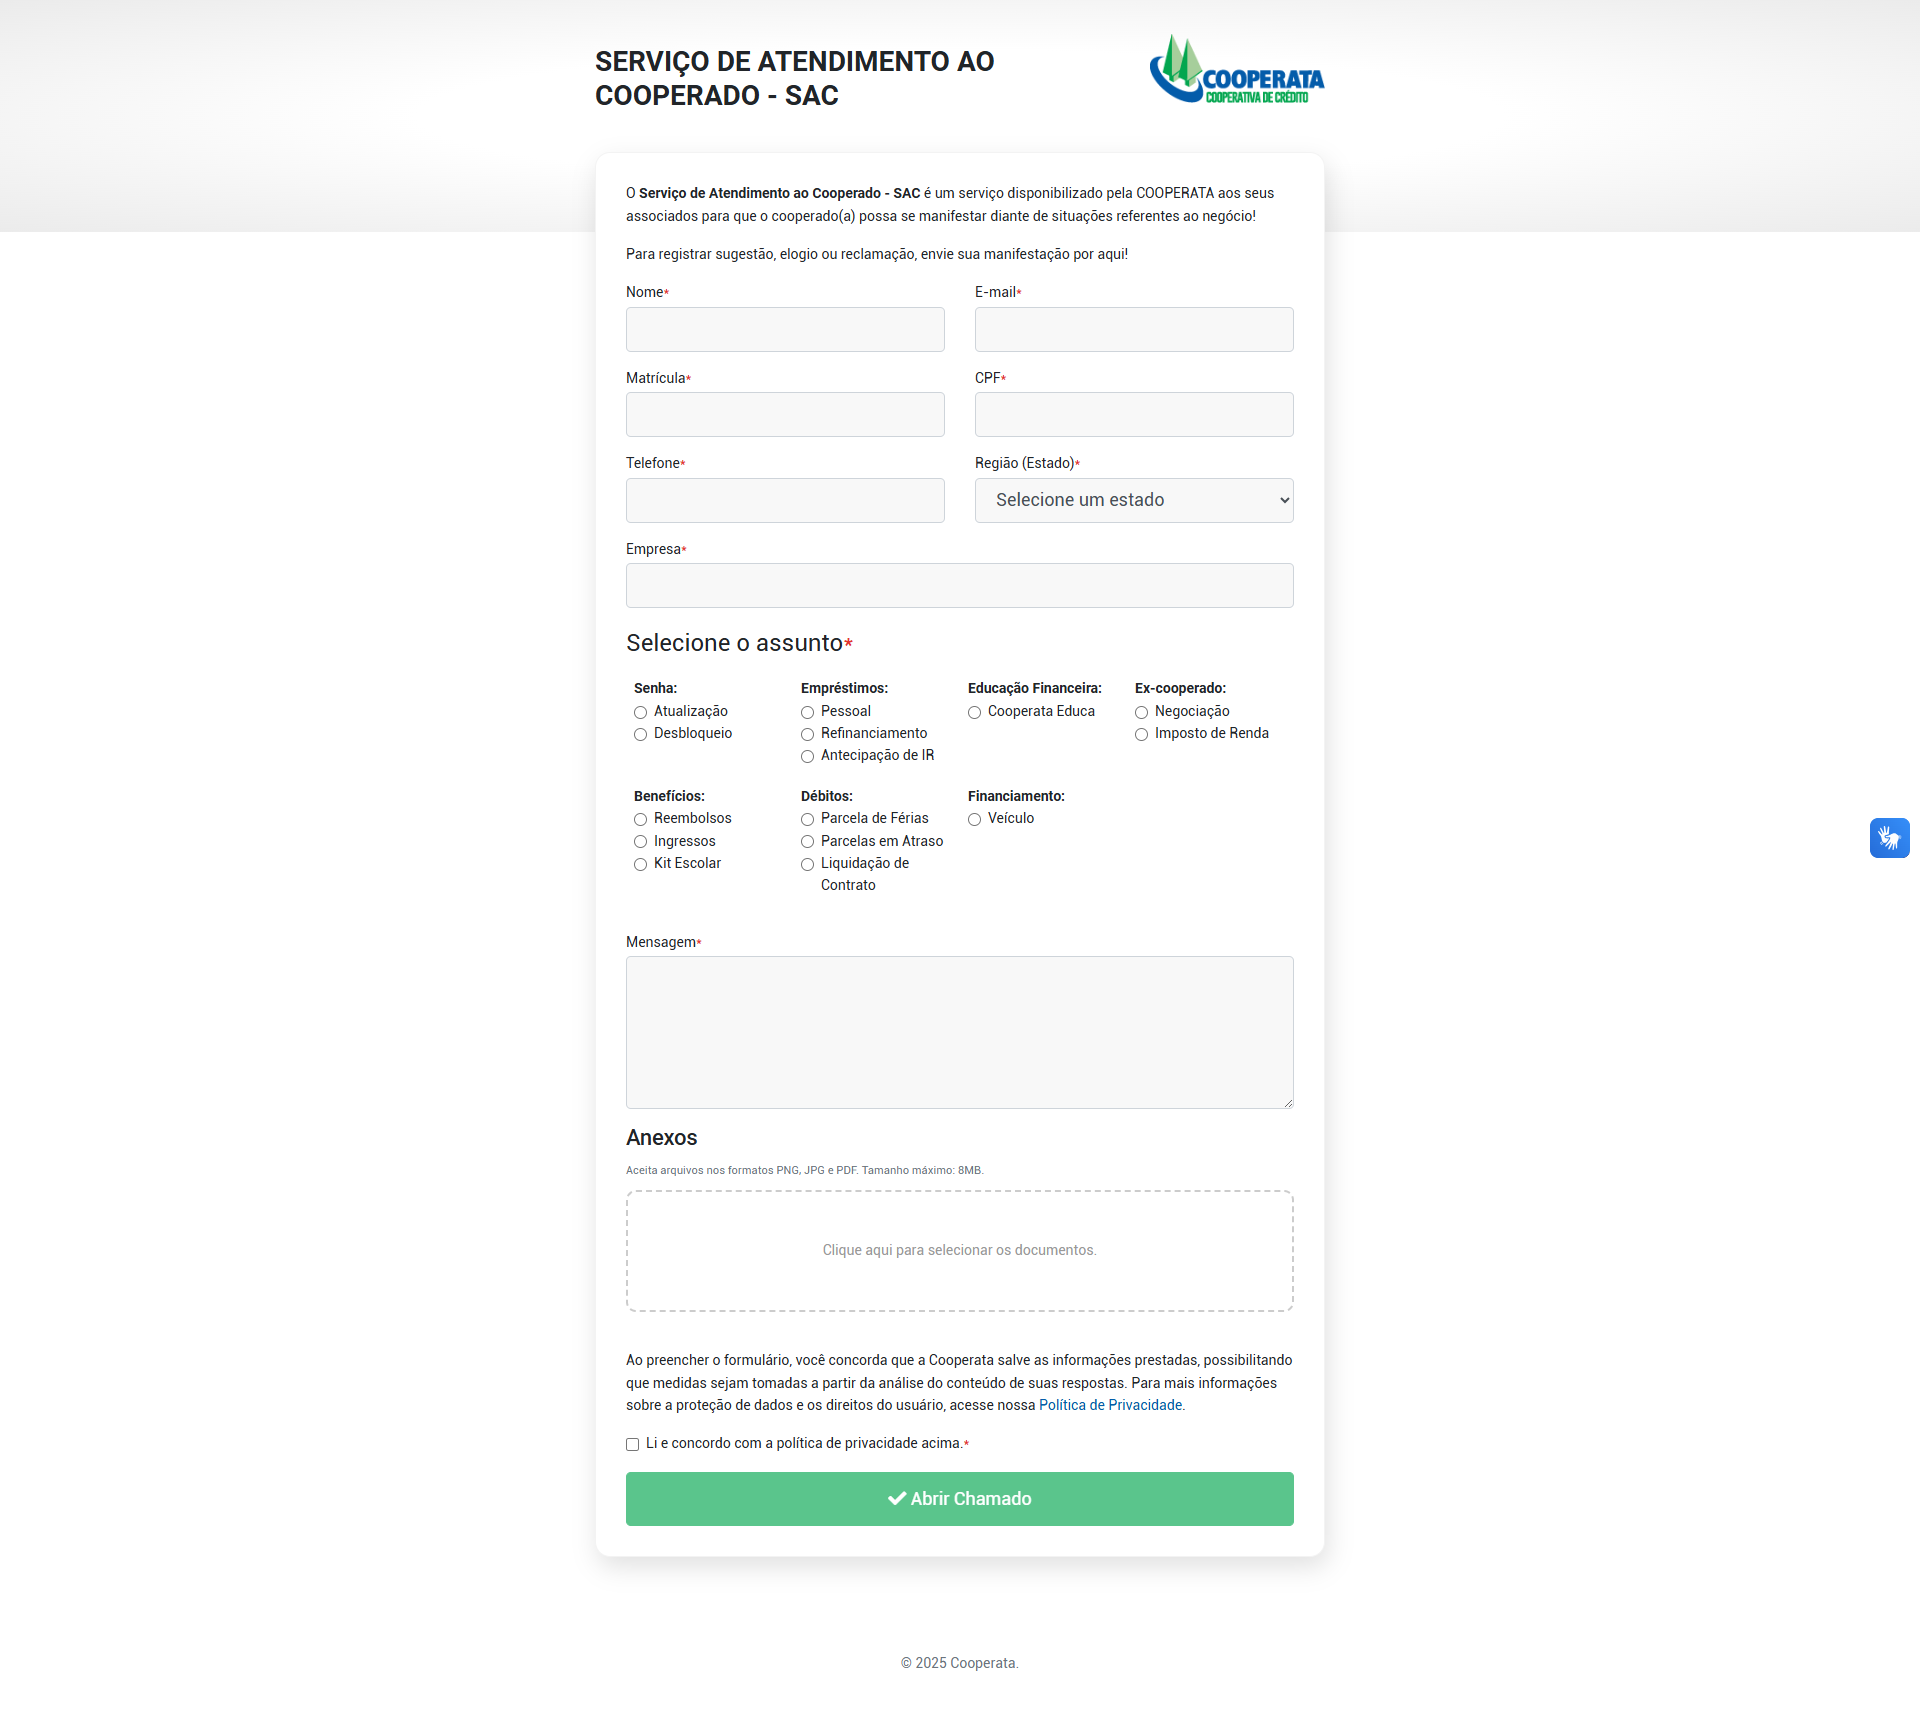 SERVIÇO DE ATENDIMENTO AO
COOPERADO - SAC
COOPERATA
COOPERATIVA DE CRÉDITO
O Serviço de Atendimento ao Cooperado - SAC é um serviço disponibilizado pela COOPERATA aos seus
associados para que o cooperado(a) possa se manifestar diante de situações referentes ao negócio!
Para registrar sugestão, elogio ou reclamação, envie sua manifestação por aqui!
Nome*
E-mail*
Matrícula*
CPF*
Telefone*
Região (Estado)*
Selecione um estado
Empresa*
Selecione o assunto*
Senha:
Atualização
Desbloqueio
Empréstimos:
Pessoal
Refinanciamento
Antecipação de IR
Educação Financeira:
Cooperata Educa
Ex-cooperado:
Negociação
Imposto de Renda
Benefícios:
Reembolsos
Ingressos
Kit Escolar
Débitos:
Parcela de Férias
Parcelas em Atraso
Liquidação de
Contrato
Financiamento:
Veículo
Mensagem*
Anexos
Aceita arquivos nos formatos PNG, JPG e PDF. Tamanho máximo: 8MB.
Clique aqui para selecionar os documentos.
Ao preencher o formulário, você concorda que a Cooperata salve as informações prestadas, possibilitando
que medidas sejam tomadas a partir da análise do conteúdo de suas respostas. Para mais informações
sobre a proteção de dados e os direitos do usuário, acesse nossa Política de Privacidade.
Li e concordo com a política de privacidade acima.*
Abrir Chamado
© 2025 Cooperata.